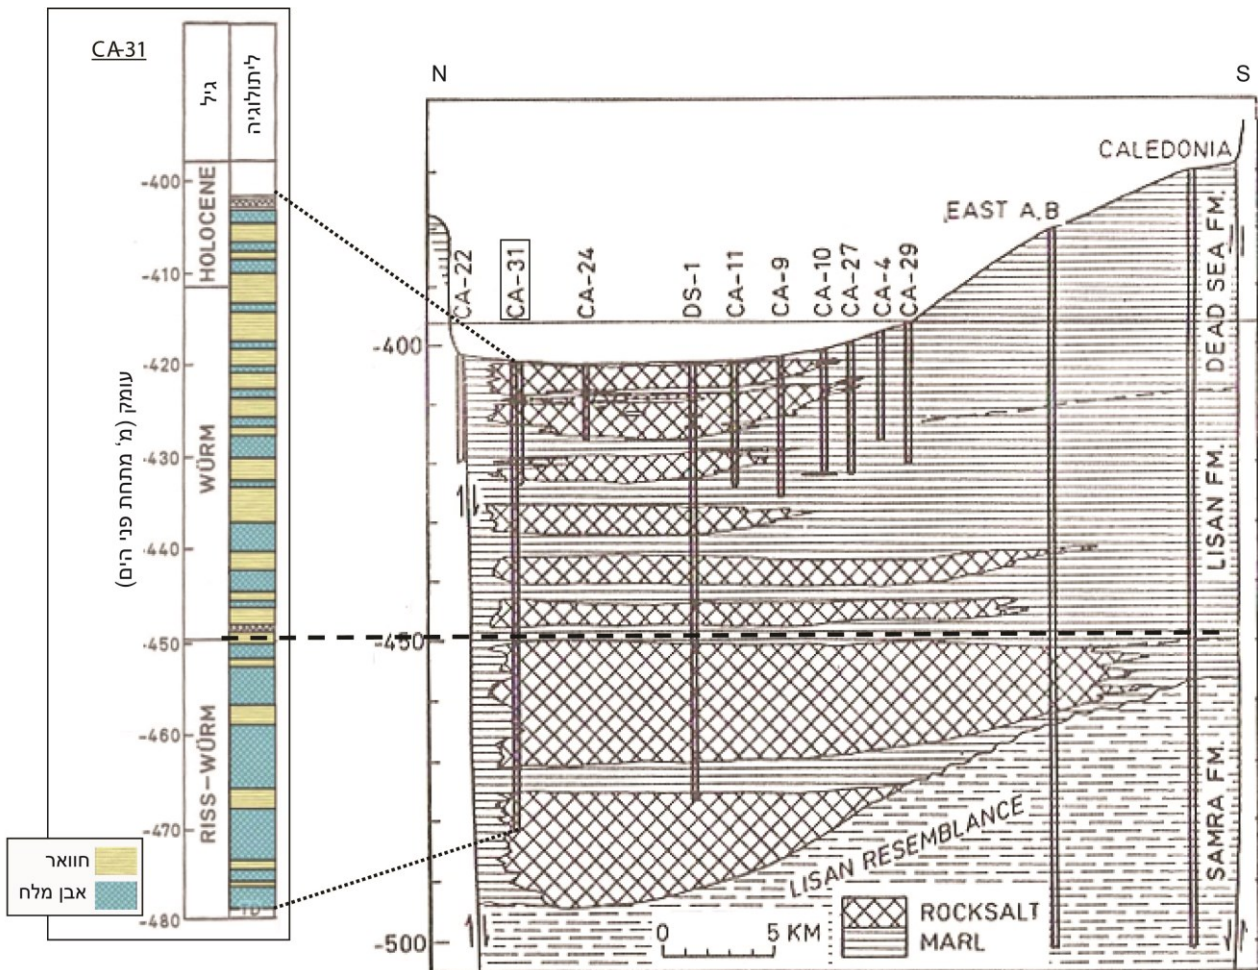 CA-31
גיל
ליתולוגיה
עומק (מ' מתחת פני הים)
-400
-410
-420
-430
-440
-450
-460
-470
-480
HOLOCENE
WÜRM
RISS-WÜRM
TD
חוואר
אבן מלח
N
S
CALEDONIA
EAST A,B
CA-22
CA-31
CA-24
DS-1
CA-11
CA-9
CA-10
CA-27
CA-4
CA-29
-400
-450
-500
DEAD SEA FM.
LISAN FM.
SAMRA FM.
LISAN RESEMBLANCE
0 5 KM
ROCKSALT
MARL